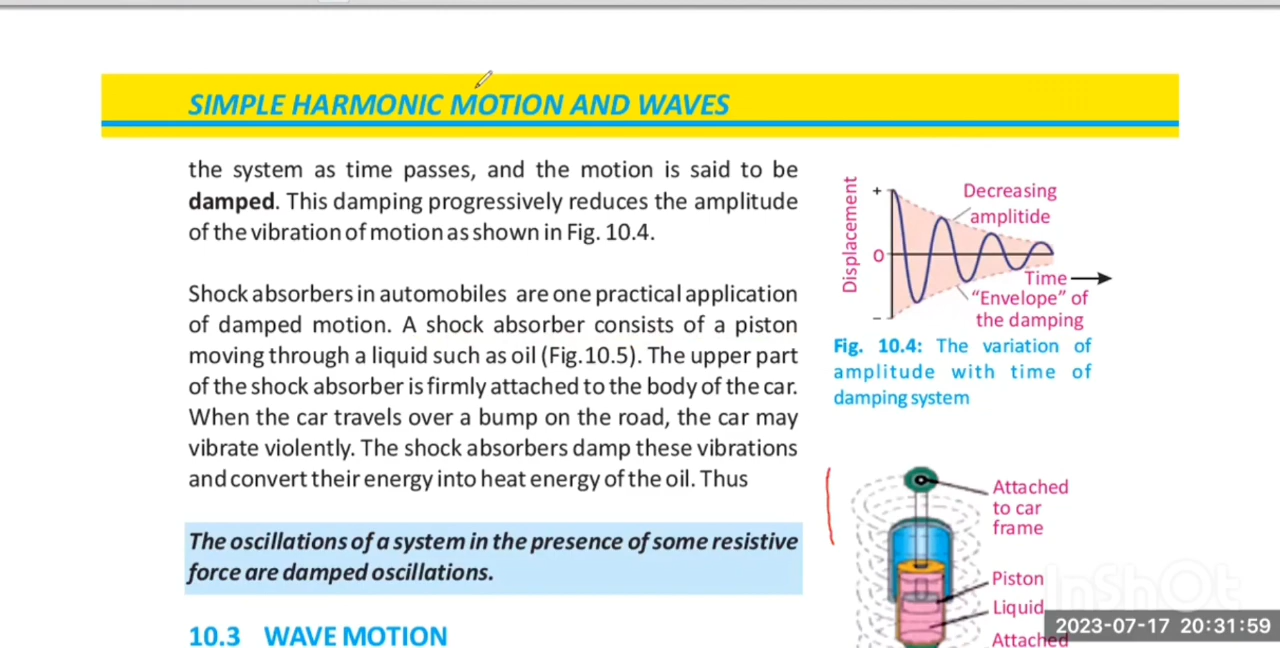 SIMPLE HARMONIC MOTION AND WAVES
the system as time passes, and the motion is said to be
damped. This damping progressively reduces the amplitude
of the vibration of motion as shown in Fig. 10.4.
Shock absorbers in automobiles are one practical application
of damped motion. A shock absorber consists of a piston
moving through a liquid such as oil (Fig.10.5). The upper part
of the shock absorber is firmly attached to the body of the car.
When the car travels over a bump on the road, the car may
vibrate violently. The shock absorbers damp these vibrations
and convert their energy into heat energy of the oil. Thus
The oscillations of a system in the presence of some resistive
force are damped oscillations.
10.3 WAVE MOTION
Displacement
+
O
−
Decreasing
amplitide
Time
“Envelope” of
the damping
Fig. 10.4: The variation of
amplitude with time of
damping system
Attached
to car
frame
Piston
Liquid
Attached
InShOt
2023-07-17 20:31:59